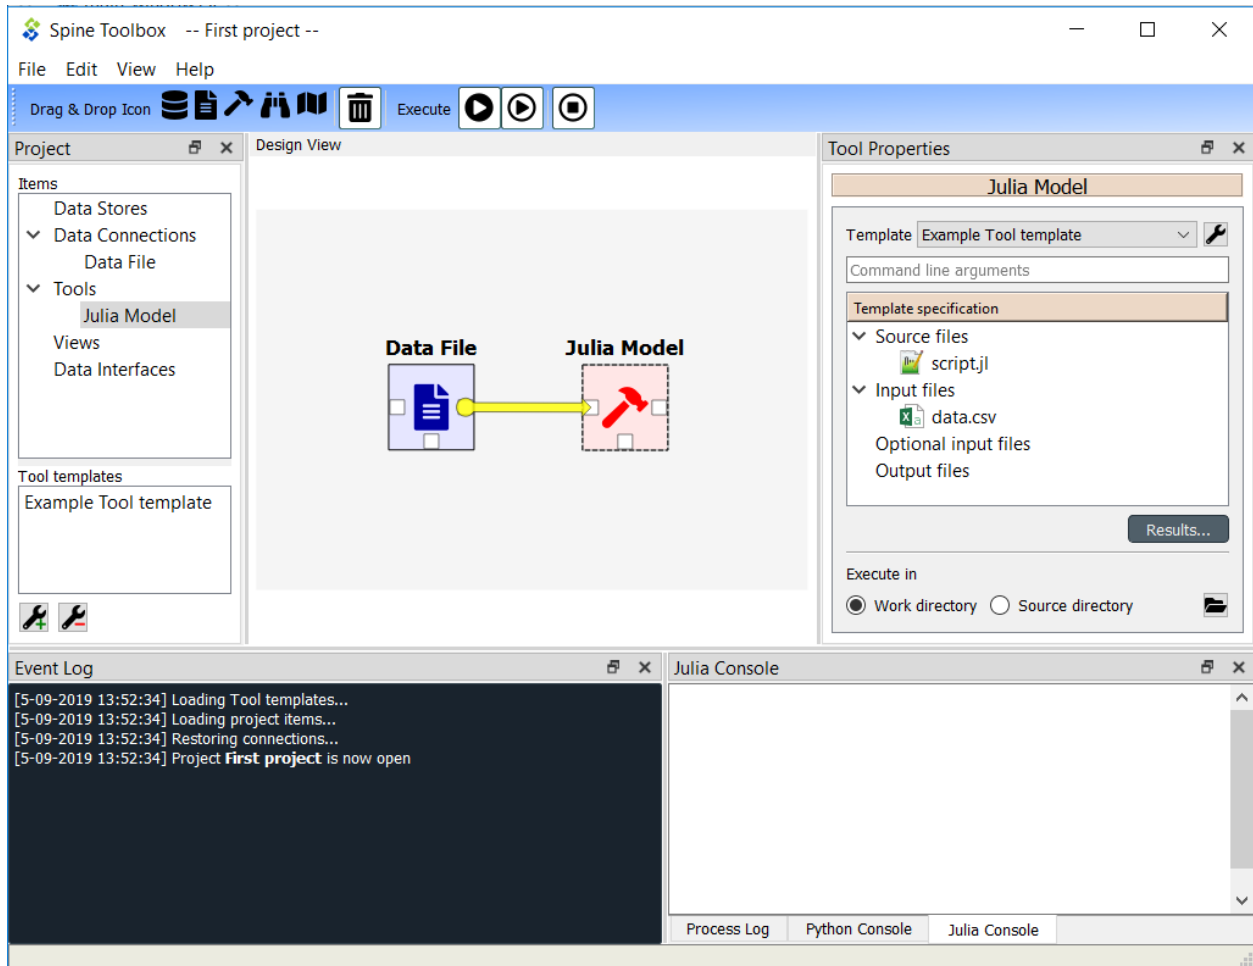 Spine Toolbox -- First project --
File Edit View Help
Drag & Drop Icon Execute
Project
Items
Data Stores
Data Connections
Data File
Tools
Julia Model
Views
Data Interfaces
Tool templates
Example Tool template
Design View
Data File
Julia Model
Tool Properties
Julia Model
Template Example Tool template
Command line arguments
Template specification
Source files
script.jl
Input files
data.csv
Optional input files
Output files
Results...
Execute in
Work directory Source directory
Event Log
[5-09-2019 13:52:34] Loading Tool templates...
[5-09-2019 13:52:34] Loading project items...
[5-09-2019 13:52:34] Restoring connections...
[5-09-2019 13:52:34] Project First project is now open
Julia Console
Process Log Python Console Julia Console